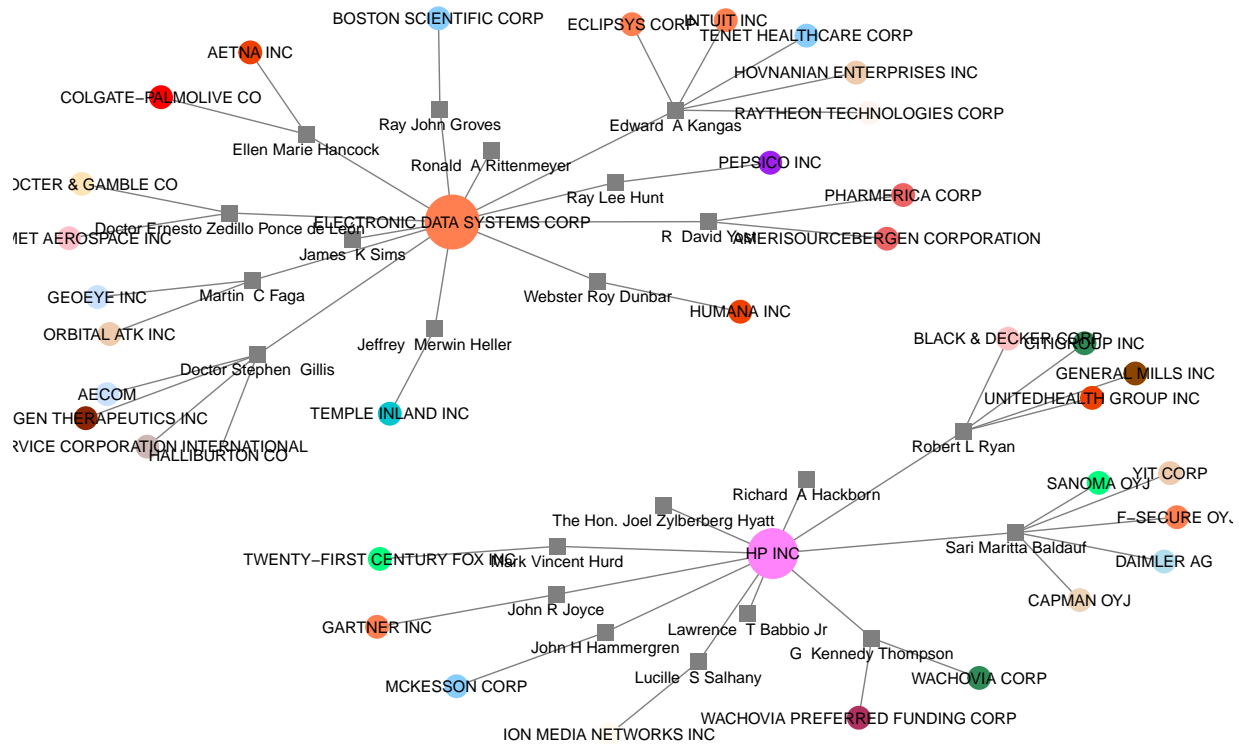 BOSTON SCIENTIFIC CORP
ECLIPSYS CORP
INTUIT INC
TENET HEALTHCARE CORP
AETNA INC
HOVNANIAN ENTERPRISES INC
COLGATE−PALMOLIVE CO
RAYTHEON TECHNOLOGIES CORP
Ray John Groves
Edward  A Kangas
Ellen Marie Hancock
Ronald  A Rittenmeyer
PEPSICO INC
OCTER & GAMBLE CO
Ray Lee Hunt
PHARMERICA CORP
ELECTRONIC DATA SYSTEMS CORP
Doctor Ernesto Zedillo Ponce de León
R  David Yost
AMERISOURCEBERGEN CORPORATION
MET AEROSPACE INC
James  K Sims
GEOEYE INC
Martin  C Faga
Webster Roy Dunbar
HUMANA INC
ORBITAL ATK INC
Jeffrey  Merwin Heller
BLACK & DECKER CORP
CITIGROUP INC
Doctor Stephen  Gillis
GENERAL MILLS INC
AECOM
UNITEDHEALTH GROUP INC
GEN THERAPEUTICS INC
TEMPLE INLAND INC
RVICE CORPORATION INTERNATIONAL
HALLIBURTON CO
Robert L Ryan
YIT CORP
SANOMA OYJ
Richard  A Hackborn
The Hon. Joel Zylberberg Hyatt
F−SECURE OYJ
Sari Maritta Baldauf
TWENTY−FIRST CENTURY FOX INC
Mark Vincent Hurd
HP INC
DAIMLER AG
CAPMAN OYJ
John R Joyce
GARTNER INC
Lawrence  T Babbio Jr
John H Hammergren
G  Kennedy Thompson
Lucille  S Salhany
WACHOVIA CORP
MCKESSON CORP
WACHOVIA PREFERRED FUNDING CORP
ION MEDIA NETWORKS INC